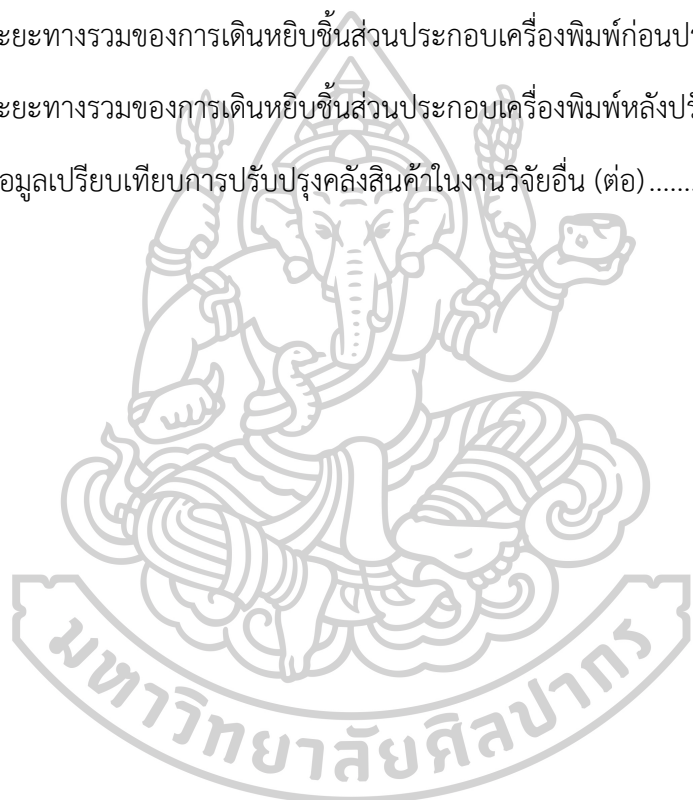 ะยะทางรวมของการเดินหยิบชิ้นส่วนประกอบเครื่องพิมพ์ก่อนปร
ะยะทางรวมของการเดินหยิบชิ้นส่วนประกอบเครื่องพิมพ์หลังปรั
้อมูลเปรียบเทียบการปรับปรุงคลังสินค้าในงานวิจัยอื่น (ต่อ).......
มหาวิทยาลัยศิลปากร